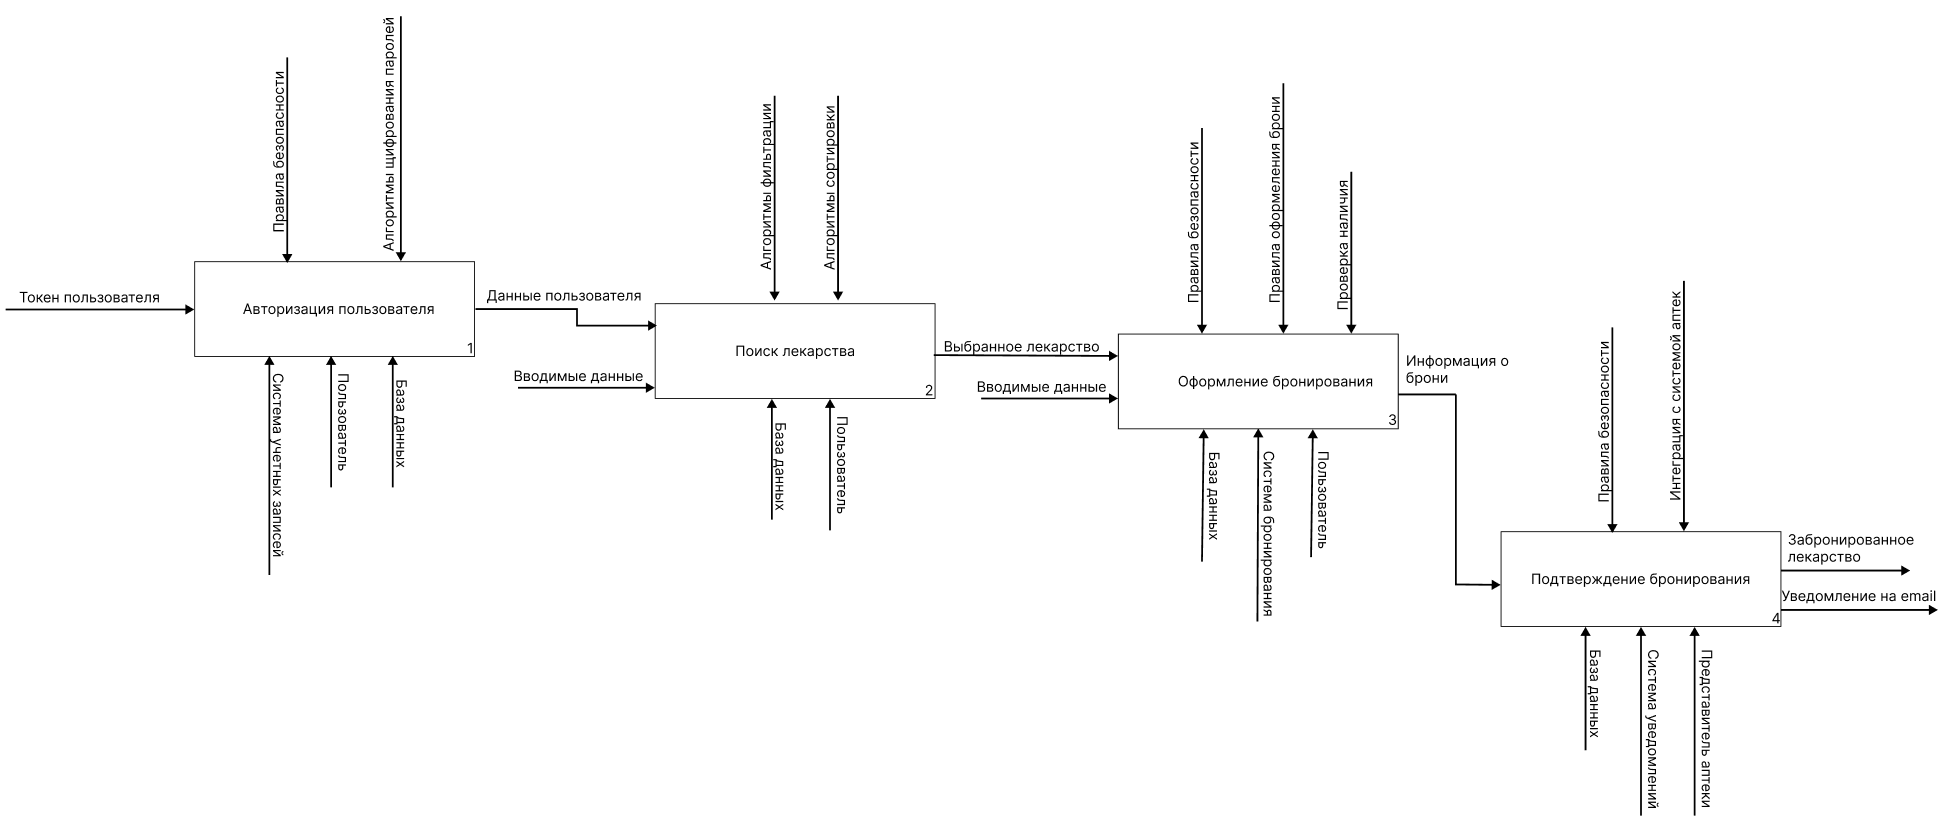 Правила безопасности
Алгоритмы щифрования паролей
Токен пользователя
Авторизация пользователя
1
Система учетных записей
Пользователь
База данных
Данные пользователя
Вводимые данные
Алгоритмы фильтрации
Алгоритмы сортировки
Поиск лекарства
2
База данных
Пользователь
Выбранное лекарство
Вводимые данные
Правила безопасности
Правила оформеления брони
Проверка наличия
Оформление бронирования
3
База данных
Система бронирования
Пользователь
Информация о
брони
Правила безопасности
Интеграция с системой аптек
Подтверждение бронирования
4
База данных
Система уведомлений
Представитель аптеки
Забронированное
лекарство
Уведомление на email